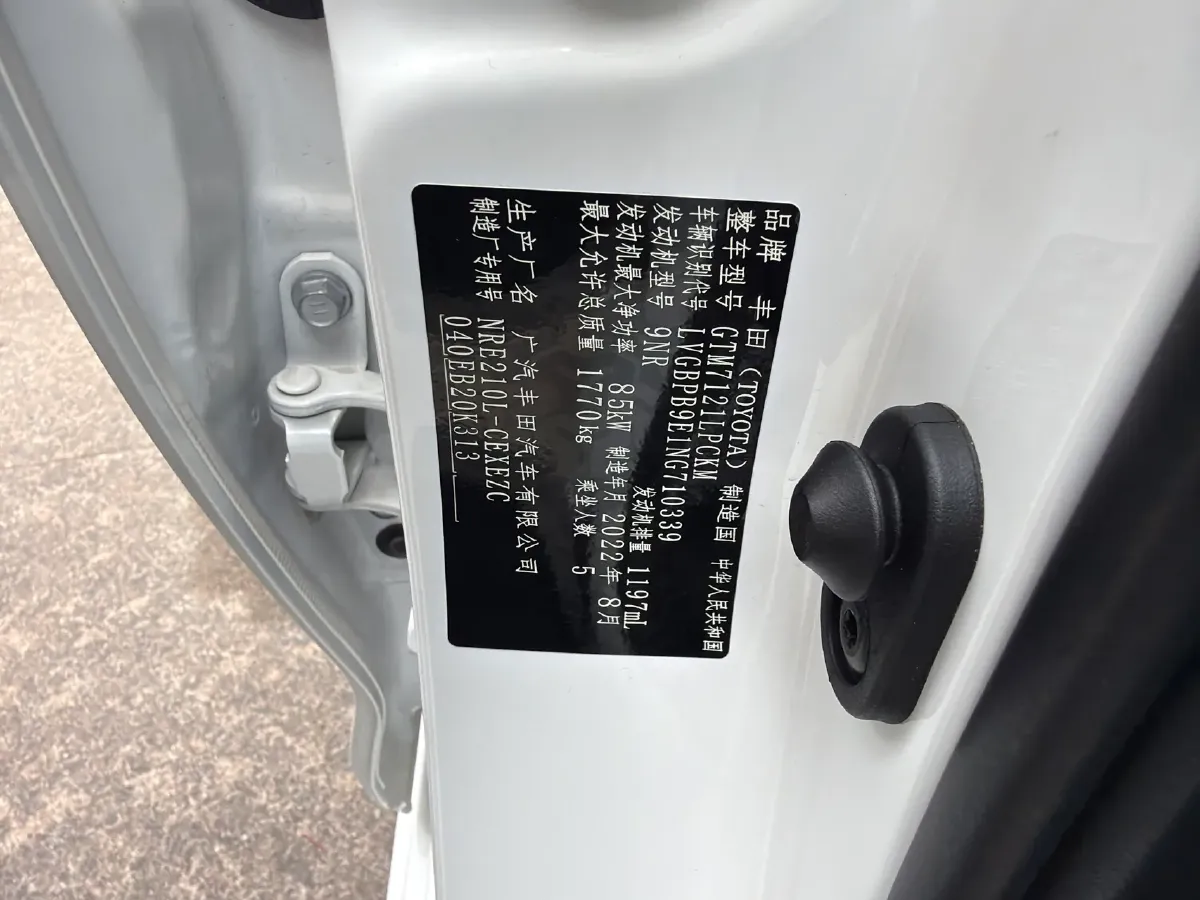 品牌 丰田(TOYOTA) 制造国 中华人民共和国
整车型号 GTM7121LPCKM
车辆识别代号 LVGBPB9E1NG710339
发动机型号 9NR 发动机排量 1197mL
发动机最大净功率 85kW 制造年月 2022年 8月
最大允许总质量 1770kg 乘坐人数 5
生产厂名 广汽丰田汽车有限公司
制造厂专用号 NRE210L-CEXEZC
040EB20K313